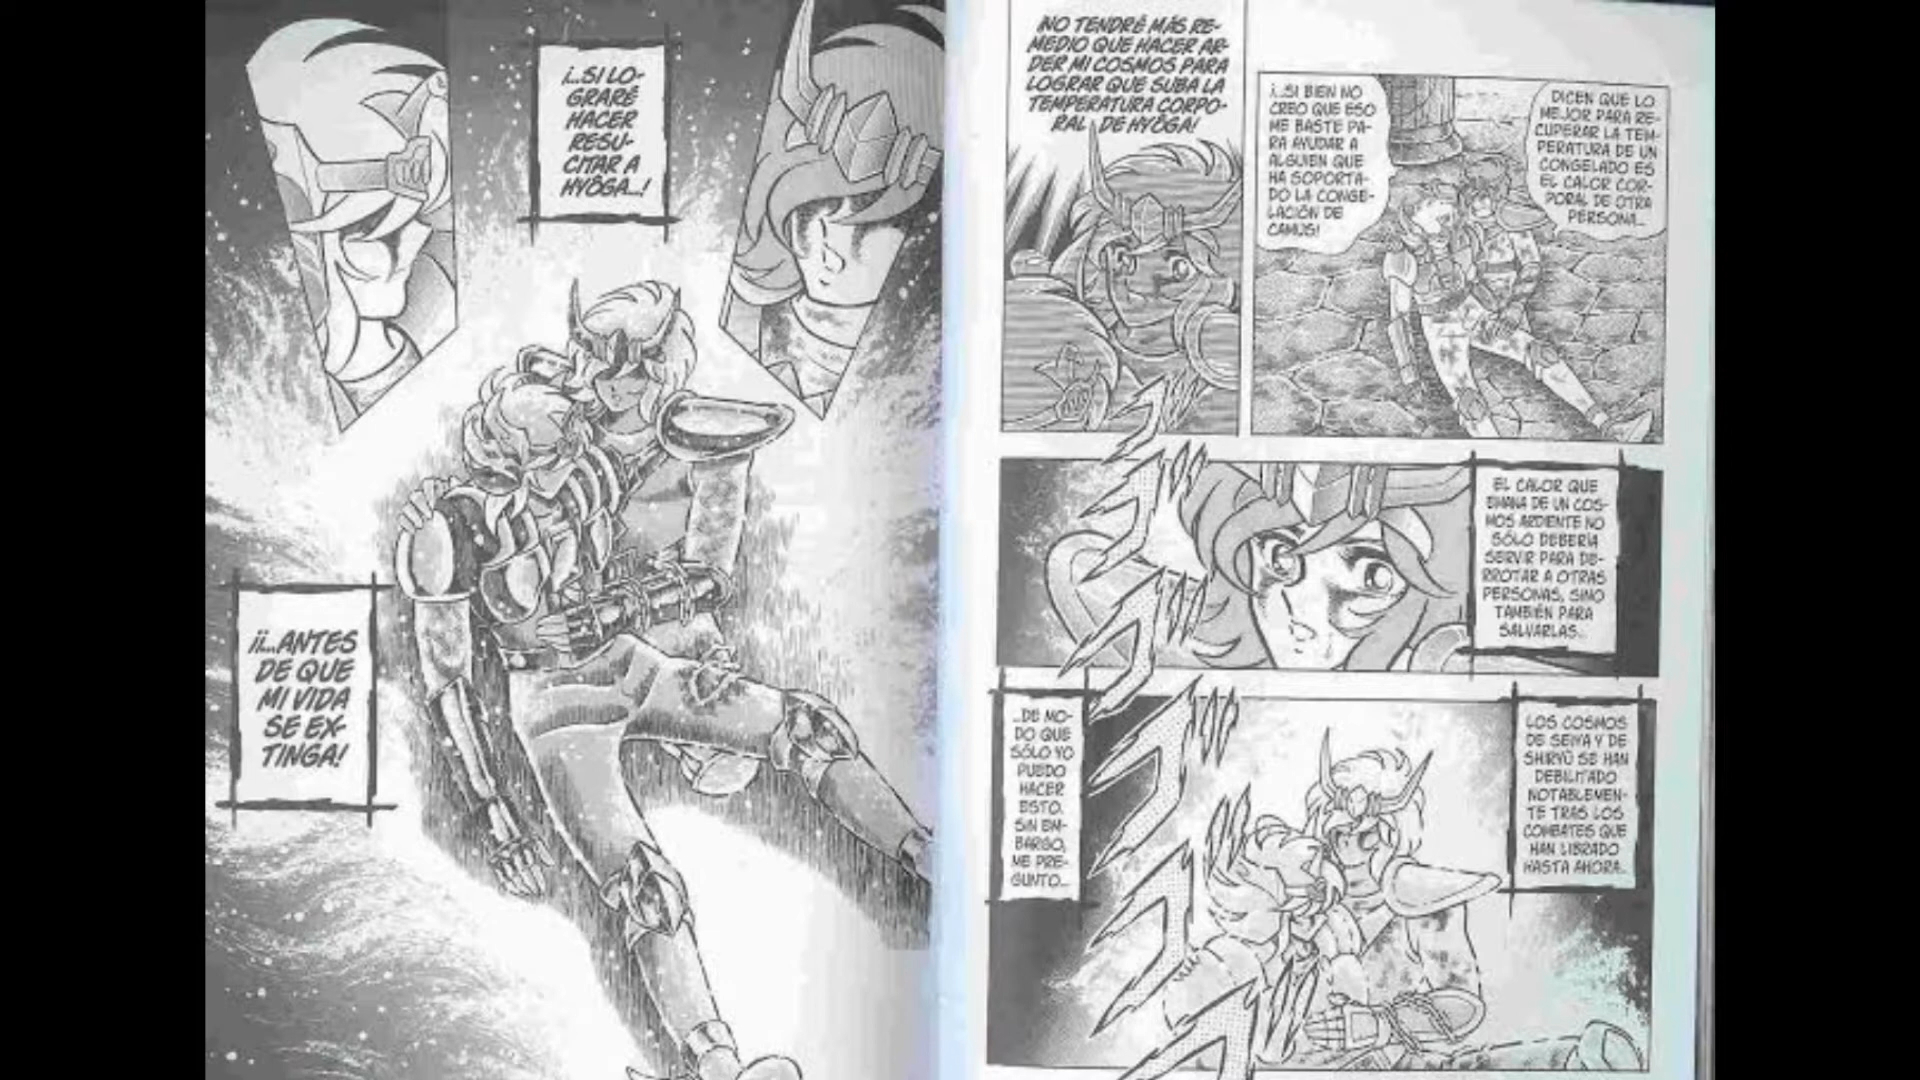 DICEN QUE LO
MEJOR PARA RE-
CUPERAR LA TEM-
PERATURA DE UN
CONGELADO ES
EL CALOR COR-
PORAL DE OTRA
PERSONA...
¡...SI BIEN NO
CREO QUE ESO
ME BASTE PA-
RA AYUDAR A
ALGUIEN QUE
HA SOPORTA-
DO LA CONGE-
LACIÓN DE
CAMUS!
¡NO TENDRÉ MÁS RE-
MEDIO QUE HACER AR-
DER MI COSMOS PARA
LOGRAR QUE SUBA LA
TEMPERATURA CORPO-
RAL DE HYÔGA!
EL CALOR QUE
EMANA DE UN COS-
MOS ARDIENTE NO
SÓLO DEBERÍA
SERVIR PARA DE-
RROTAR A OTRAS
PERSONAS, SINO
TAMBIÉN PARA
SALVARLAS...
LOS COSMOS
DE SEIYA Y DE
SHIRYÛ SE HAN
DEBILITADO
NOTABLEMEN-
TE TRAS LOS
COMBATES QUE
HAN LIBRADO
HASTA AHORA...
...DE MO-
DO QUE
SÓLO YO
PUEDO
HACER
ESTO.
SIN EM-
BARGO,
ME PRE-
GUNTO...
¡...SI LO-
GRARÉ
HACER
RESU-
CITAR A
HYÔGA...!
¡¡...ANTES
DE QUE
MI VIDA
SE EX-
TINGA!